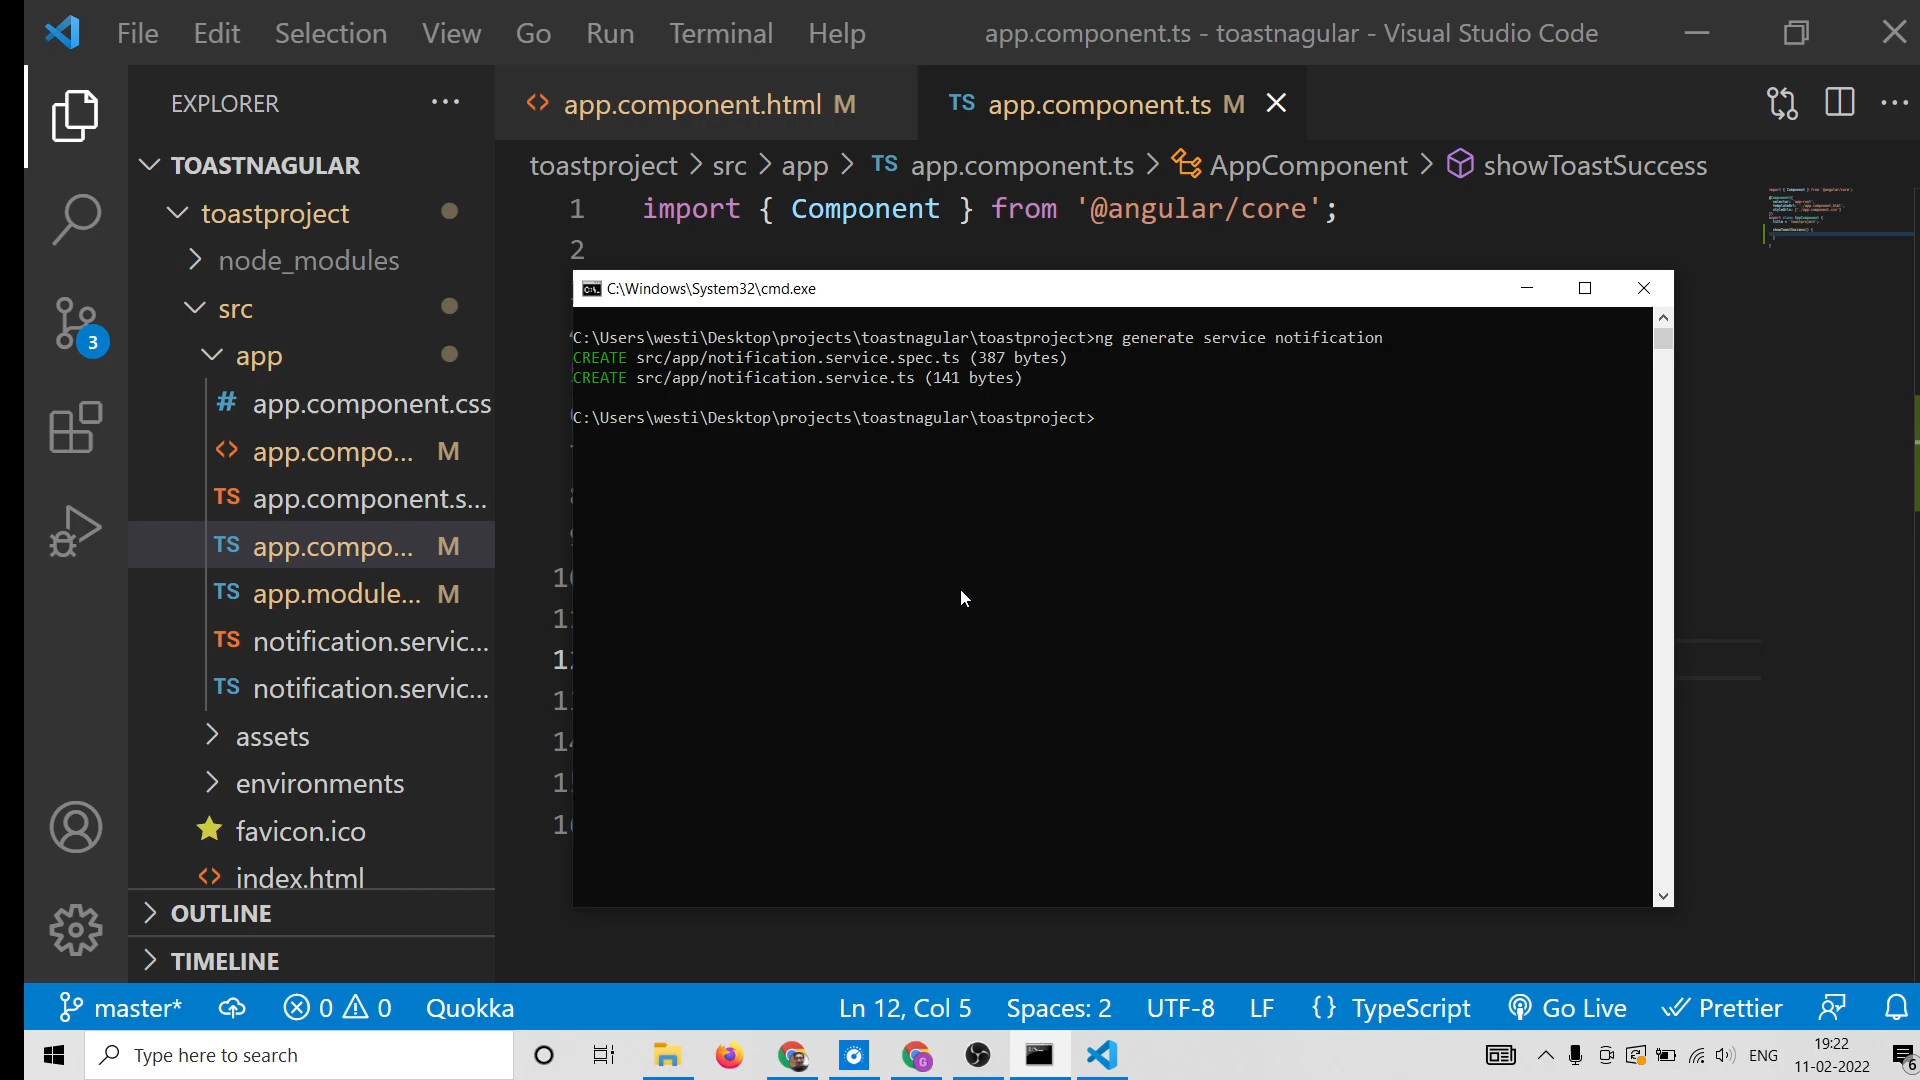 File Edit Selection View Go Run Terminal Help
app.component.ts - toastnagular - Visual Studio Code
EXPLORER
TOASTNAGULAR
toastproject
node_modules
src
app
# app.component.css
<> app.compo... M
TS app.component.s...
TS app.compo... M
TS app.module... M
TS notification.servic...
TS notification.servic...
assets
environments
favicon.ico
<> index.html
OUTLINE
TIMELINE
3
<> app.component.html M
TS app.component.ts M
toastproject > src > app > TS app.component.ts > AppComponent > showToastSuccess
1 import { Component } from '@angular/core';
2
C:\Windows\System32\cmd.exe
C:\Users\westi\Desktop\projects\toastnagular\toastproject>ng generate service notification
CREATE src/app/notification.service.spec.ts (387 bytes)
CREATE src/app/notification.service.ts (141 bytes)
C:\Users\westi\Desktop\projects\toastnagular\toastproject>
master* 0 0 Quokka
Ln 12, Col 5 Spaces: 2 UTF-8 LF {} TypeScript Go Live Prettier
Type here to search
ENG
19:22
11-02-2022
6